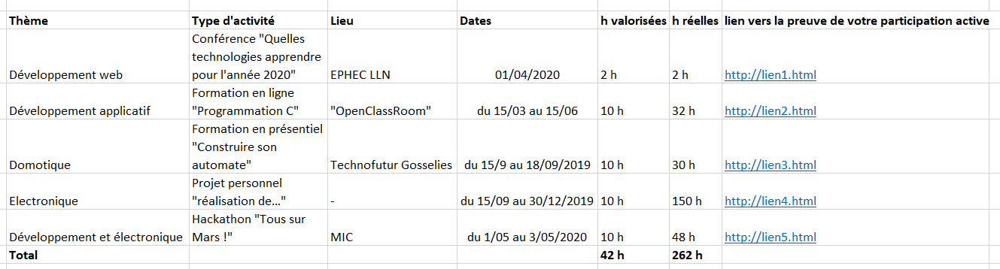 Thème Type d'activité Lieu Dates h valorisées h réelles lien vers la preuve de votre participation active
Conférence "Quelles
technologies apprendre
Développement web pour l'année 2020" EPHEC LLN 01/04/2020 2 h 2 h http://lien1.html
Formation en ligne
Développement applicatif "Programmation C" "OpenClassRoom" du 15/03 au 15/06 10 h 32 h http://lien2.html
Formation en présentiel
"Construire son
Domotique automate" Technofutur Gosselies du 15/9 au 18/09/2019 10 h 30 h http://lien3.html
Projet personnel
Electronique "réalisation de…" - du 15/09 au 30/12/2019 10 h 150 h http://lien4.html
Hackathon "Tous sur
Développement et électronique Mars !" MIC du 1/05 au 3/05/2020 10 h 48 h http://lien5.html
Total 42 h 262 h